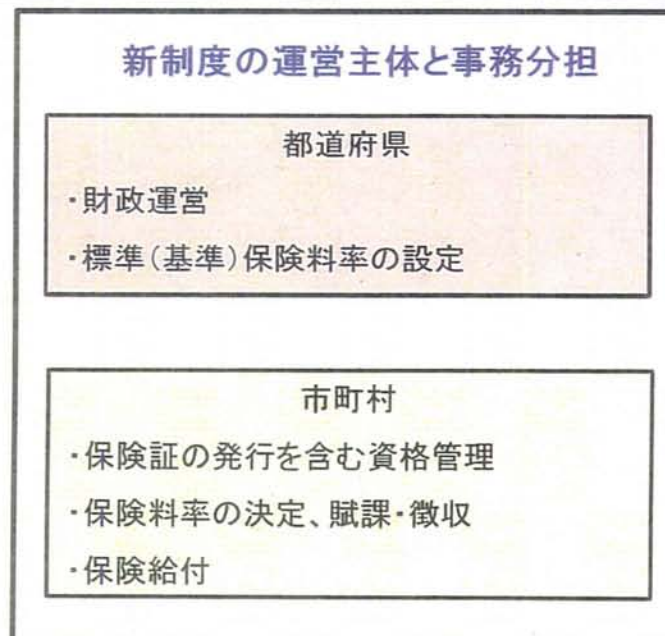 新制度の運営主体と事務分担
都道府県
・財政運営
・標準（基準）保険料率の設定
市町村
・保険証の発行を含む資格管理
・保険料率の決定、賦課・徴収
・保険給付